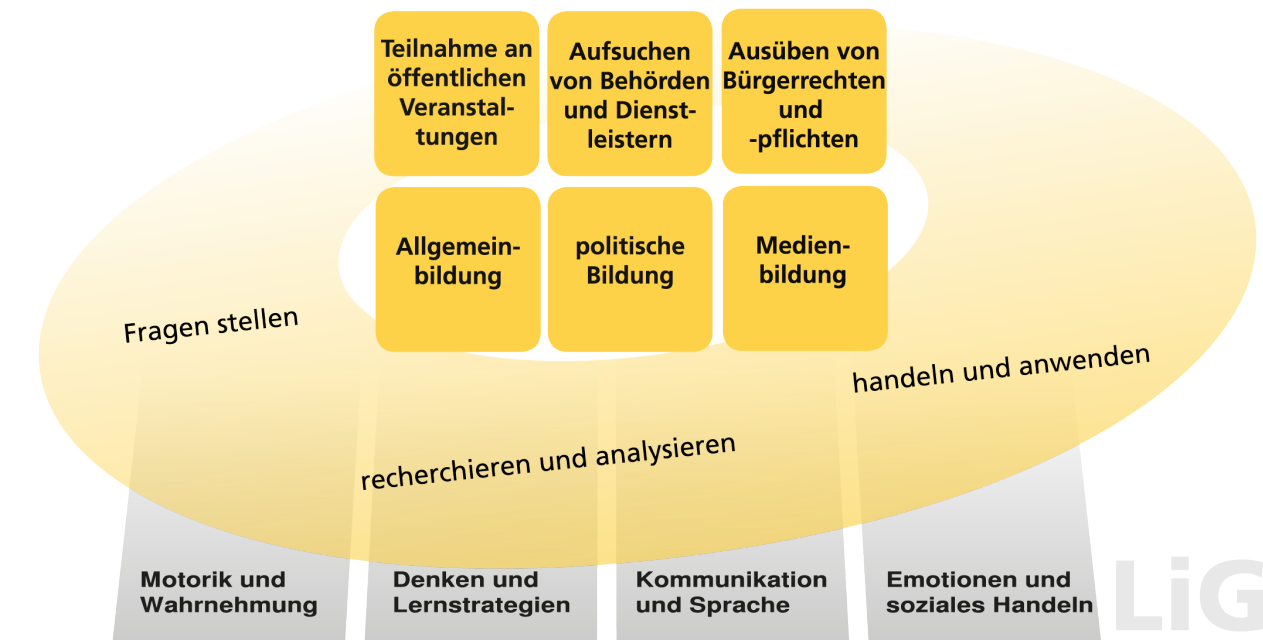 Teilnahme an
öffentlichen
Veranstal-
tungen
Aufsuchen
von Behörden
und Dienst-
leistern
Ausüben von
Bürgerrechten
und
-pflichten
Allgemein-
bildung
politische
Bildung
Medien-
bildung
Fragen stellen
handeln und anwenden
recherchieren und analysieren
Motorik und
Wahrnehmung
Denken und
Lernstrategien
Kommunikation
und Sprache
Emotionen und
soziales Handeln
LiG